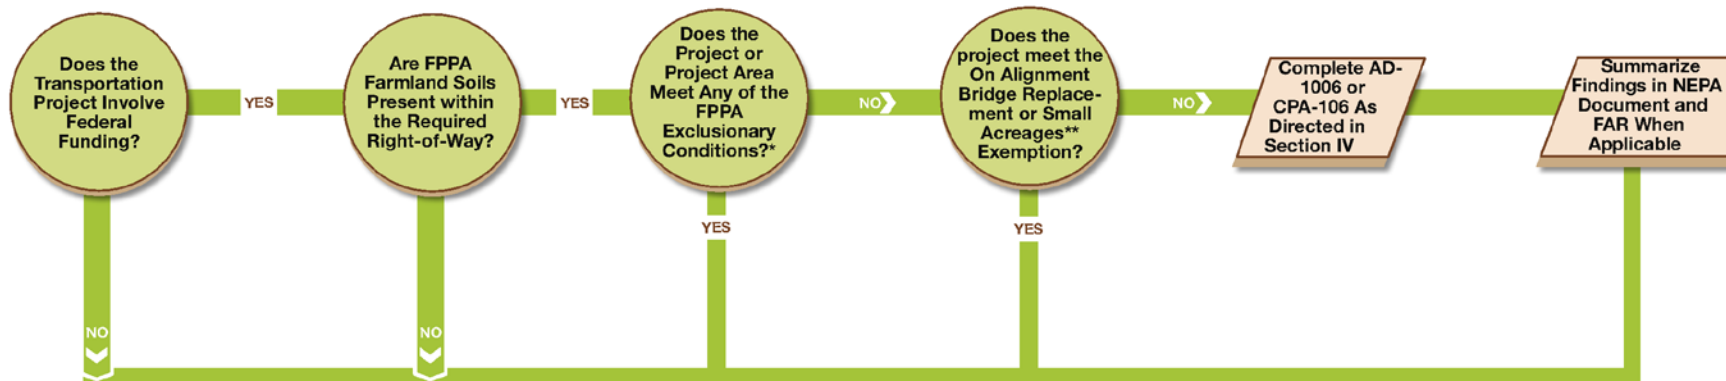 Does the
Transportation
Project Involve
Federal
Funding?
YES
Are FPPA
Farmland Soils
Present within
the Required
Right-of-Way?
YES
Does the
Project or
Project Area
Meet Any of the
FPPA
Exclusionary
Conditions?*
NO
Does the
project meet the
On Alignment
Bridge Replace-
ment or Small
Acreages**
Exemption?
NO
Complete AD-
1006 or
CPA-106 As
Directed in
Section IV
Summarize
Findings in NEPA
Document and
FAR When
Applicable
NO
NO
YES
YES